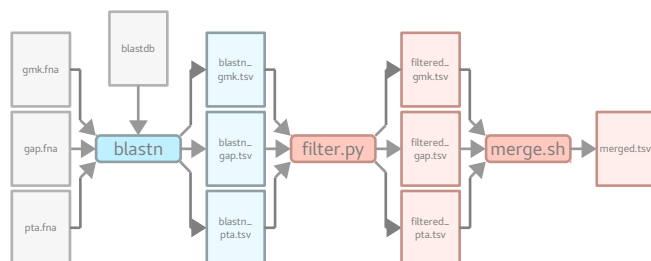 blastdb
gmk.fna
gap.fna
pta.fna
blastn
blastn_
gmk.tsv
blastn_
gap.tsv
blastn_
pta.tsv
filter.py
filtered_
gmk.tsv
filtered_
gap.tsv
filtered_
pta.tsv
merge.sh
merged.tsv